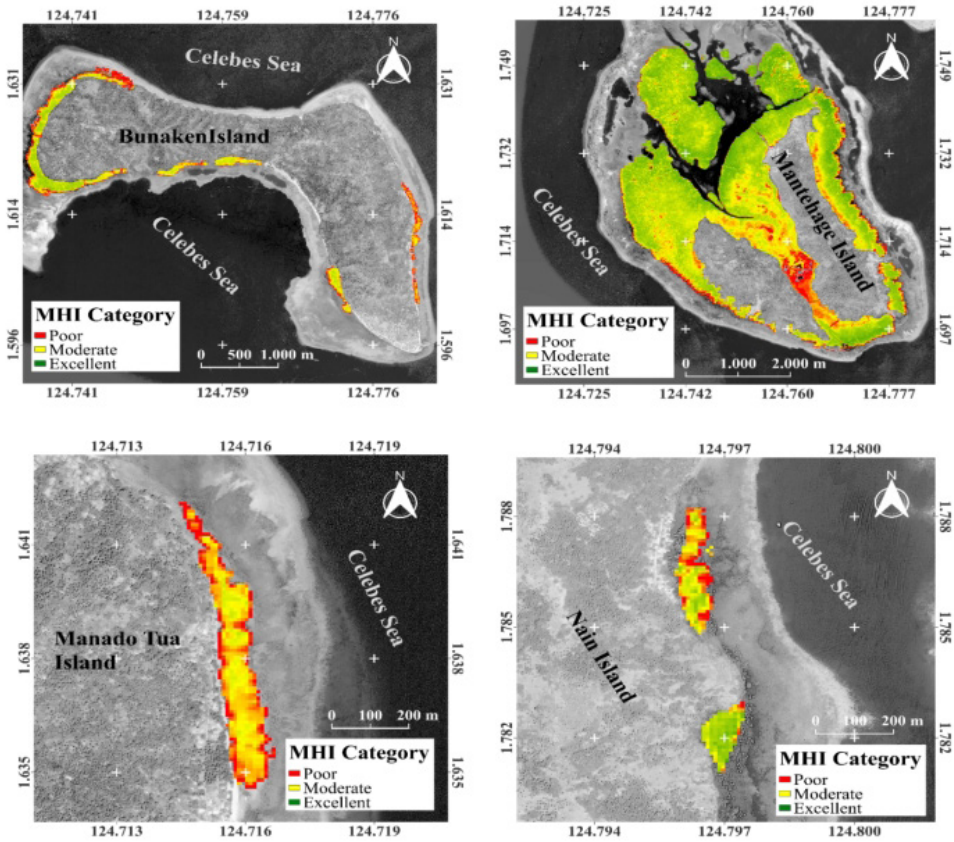 124.741 124.759 124.776
1.631 1.631
Celebes Sea
N
BunakenIsland
1.614 1.614
Celebes Sea
MHI Category
Poor
Moderate
Excellent
0 500 1.000 m
1.596 1.596
124.741 124.759 124.776
124.725 124.742 124.760 124.777
1.749 1.749
N
1.732 1.732
Mantehage Island
Celebes Sea
1.714 1.714
MHI Category
Poor
Moderate
Excellent
1.697 1.697
0 1.000 2.000 m
124.725 124.742 124.760 124.777
124.713 124.716 124.719
N
1.641 1.641
Celebes Sea
Manado Tua
Island
1.638 1.638
0 100 200 m
MHI Category
Poor
Moderate
Excellent
1.635 1.635
124.713 124.716 124.719
124.794 124.797 124.800
N
1.788 1.788
Celebes Sea
1.785 1.785
Nain Island
0 100 200 m
1.782 1.782
MHI Category
Poor
Moderate
Excellent
124.794 124.797 124.800